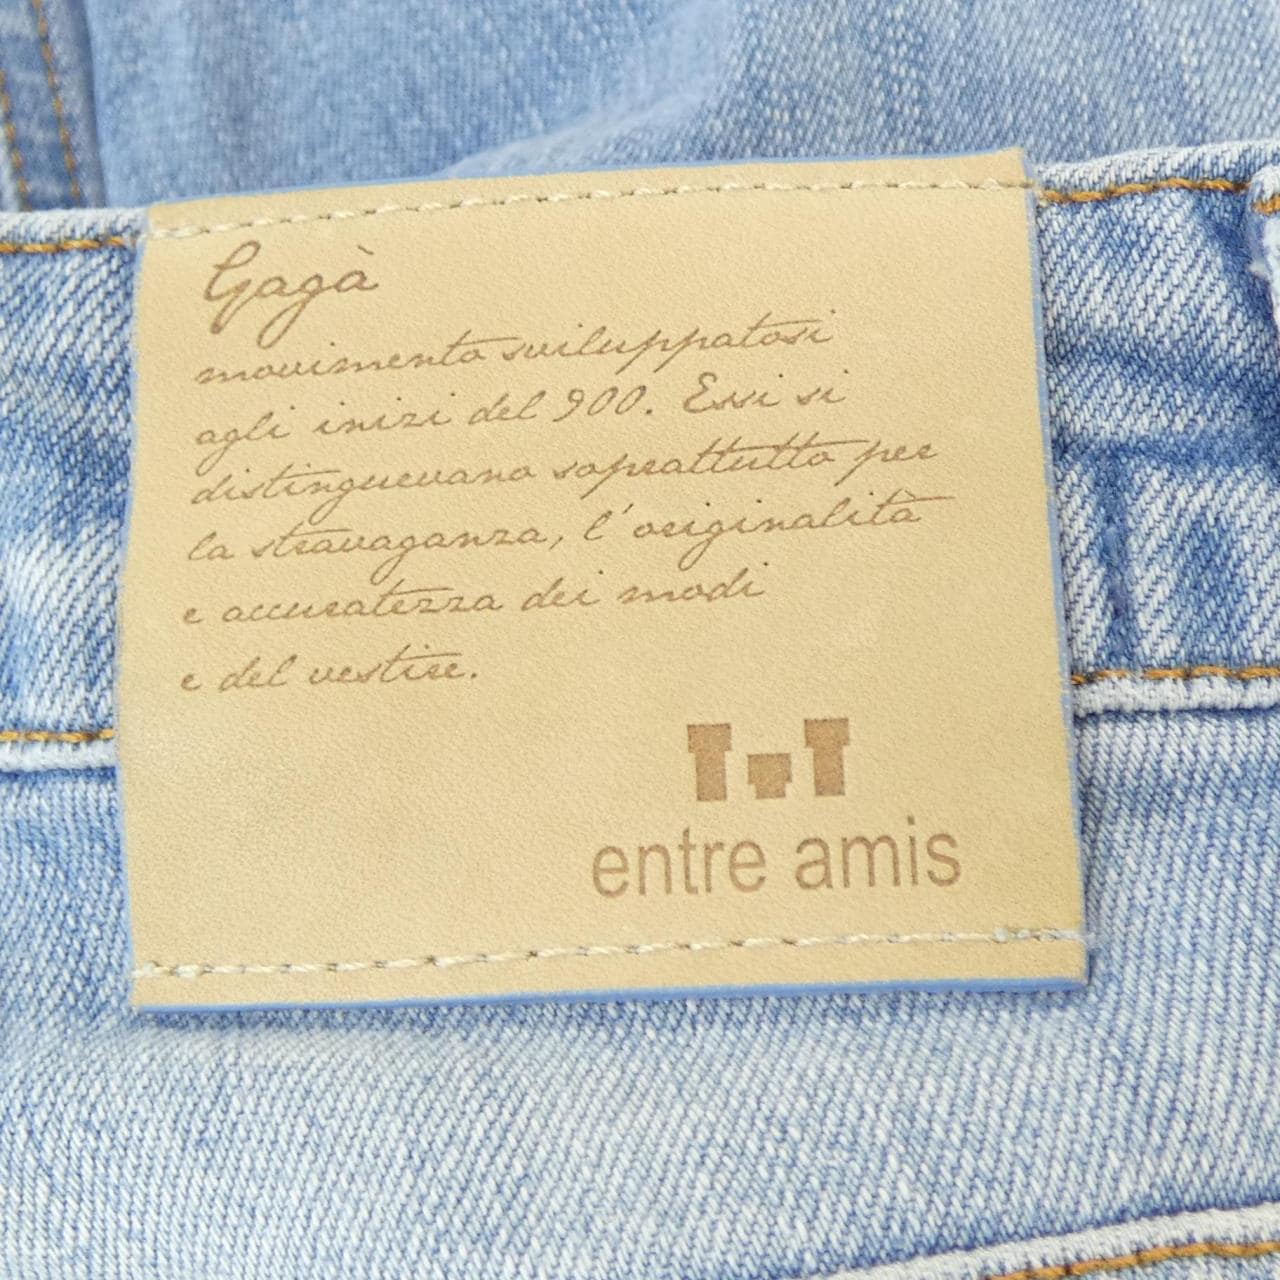 Gagà
movimento sviluppatosi
agli inizi del 900. Essi si
distinguevano soprattutto per
la stravaganza, l'originalità
e accuratezza dei modi
e del vestire.
entre amis